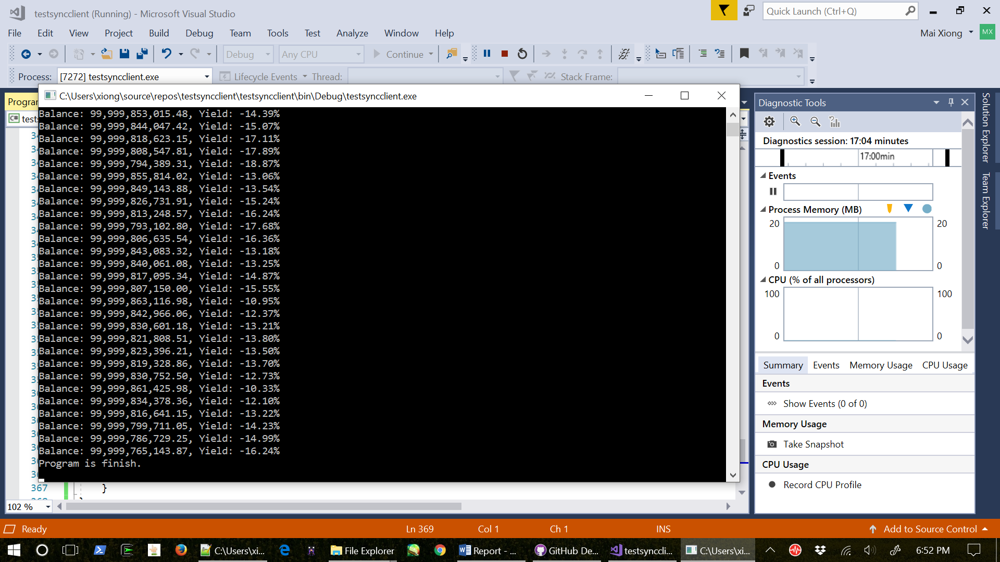 testsyncclient (Running) - Microsoft Visual Studio
Quick Launch (Ctrl+Q)
File Edit View Project Build Debug Team Tools Test Analyze Window Help
Mai Xiong MX
Debug Any CPU Continue
Process: [7272] testsyncclient.exe Lifecycle Events Thread: Stack Frame:
C:\Users\xiong\source\repos\testsyncclient\testsyncclient\bin\Debug\testsyncclient.exe
Balance: 99,999,853,015.48, Yield: -14.39%
Balance: 99,999,844,047.42, Yield: -15.07%
Balance: 99,999,818,623.15, Yield: -17.11%
Balance: 99,999,808,547.81, Yield: -17.89%
Balance: 99,999,794,389.31, Yield: -18.87%
Balance: 99,999,855,814.02, Yield: -13.06%
Balance: 99,999,849,143.88, Yield: -13.54%
Balance: 99,999,826,731.91, Yield: -15.24%
Balance: 99,999,813,248.57, Yield: -16.24%
Balance: 99,999,793,102.80, Yield: -17.68%
Balance: 99,999,806,635.54, Yield: -16.36%
Balance: 99,999,843,083.32, Yield: -13.18%
Balance: 99,999,840,061.08, Yield: -13.25%
Balance: 99,999,817,095.34, Yield: -14.87%
Balance: 99,999,807,150.00, Yield: -15.55%
Balance: 99,999,863,116.98, Yield: -10.95%
Balance: 99,999,842,966.06, Yield: -12.37%
Balance: 99,999,830,601.18, Yield: -13.21%
Balance: 99,999,821,808.51, Yield: -13.80%
Balance: 99,999,823,396.21, Yield: -13.50%
Balance: 99,999,819,328.86, Yield: -13.70%
Balance: 99,999,830,752.50, Yield: -12.73%
Balance: 99,999,861,425.98, Yield: -10.33%
Balance: 99,999,834,378.36, Yield: -12.10%
Balance: 99,999,816,641.15, Yield: -13.22%
Balance: 99,999,799,711.05, Yield: -14.23%
Balance: 99,999,786,729.25, Yield: -14.99%
Balance: 99,999,765,143.87, Yield: -16.24%
Program is finish.
367 }
102 %
Diagnostic Tools
Diagnostics session: 17:04 minutes
17:00min
Events
Process Memory (MB)
20 20
0 0
CPU (% of all processors)
100 100
0 0
Summary Events Memory Usage CPU Usage
Events
Show Events (0 of 0)
Memory Usage
Take Snapshot
CPU Usage
Record CPU Profile
Solution Explorer
Team Explorer
Ready Ln 369 Col 1 Ch 1 INS Add to Source Control
C:\Users\xi... File Explorer Report - ... GitHub De... testsynccli... C:\Users\xi... 6:52 PM